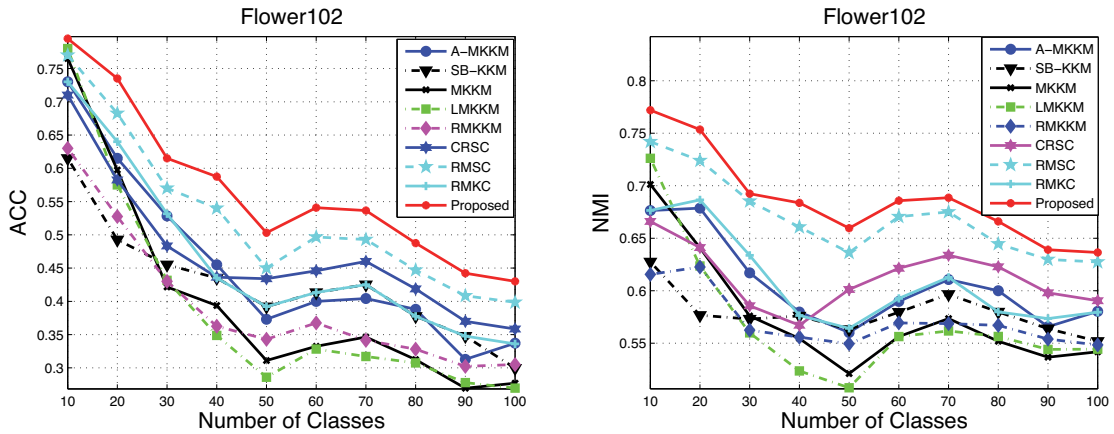 Flower102
ACC
0.75
0.7
0.65
0.6
0.55
0.5
0.45
0.4
0.35
0.3
10 20 30 40 50 60 70 80 90 100
Number of Classes
A-MKKM
SB-KKM
MKKM
LMKKM
RMKKM
CRSC
RMSC
RMKC
Proposed
Flower102
NMI
0.8
0.75
0.7
0.65
0.6
0.55
10 20 30 40 50 60 70 80 90 100
Number of Classes
A-MKKM
SB-KKM
MKKM
LMKKM
RMKKM
CRSC
RMSC
RMKC
Proposed